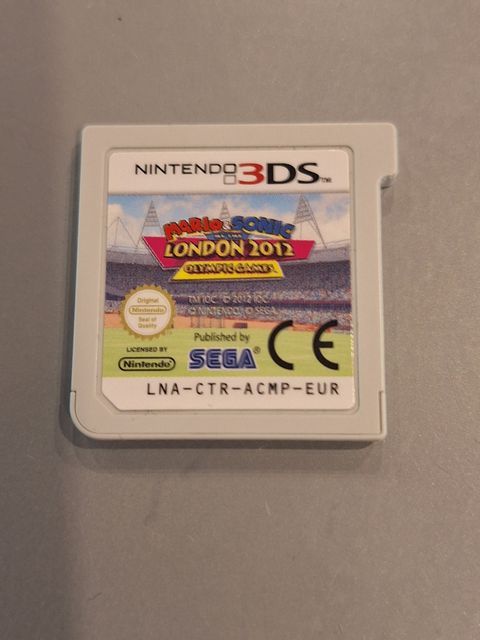 NINTENDO 3DS™
MARIO & SONIC
AT THE
LONDON 2012
OLYMPIC GAMES
TM IOC. © 2012 IOC.
© NINTENDO. © SEGA.
Original
Nintendo
Seal of
Quality
Published by
SEGA®
CE
LICENSED BY
Nintendo
LNA-CTR-ACMP-EUR